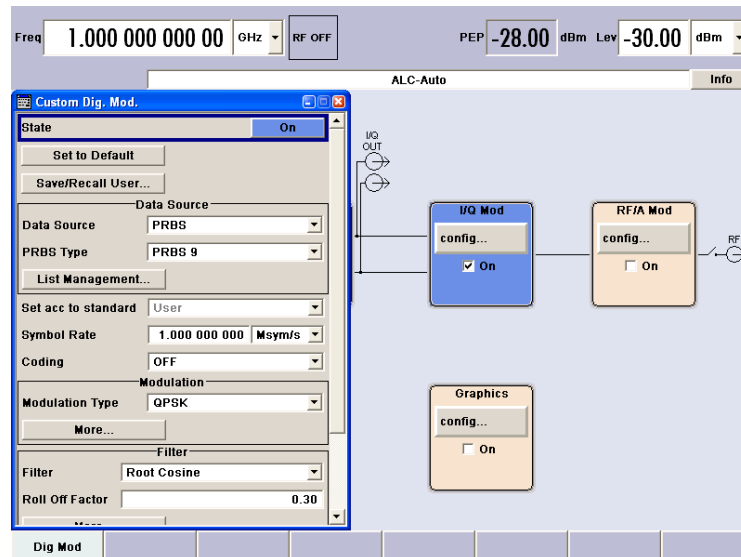 Freq 1.000 000 000 00 GHz RF OFF PEP -28.00 dBm Lev -30.00 dBm
ALC-Auto Info
Custom Dig. Mod.
State On
Set to Default
Save/Recall User...
Data Source
Data Source PRBS
PRBS Type PRBS 9
List Management...
Set acc to standard User
Symbol Rate 1.000 000 000 Msym/s
Coding OFF
Modulation
Modulation Type QPSK
More...
Filter
Filter Root Cosine
Roll Off Factor 0.30
I/Q
OUT
I/Q Mod
config...
On
RF/A Mod
config...
On
RF
Graphics
config...
On
Dig Mod